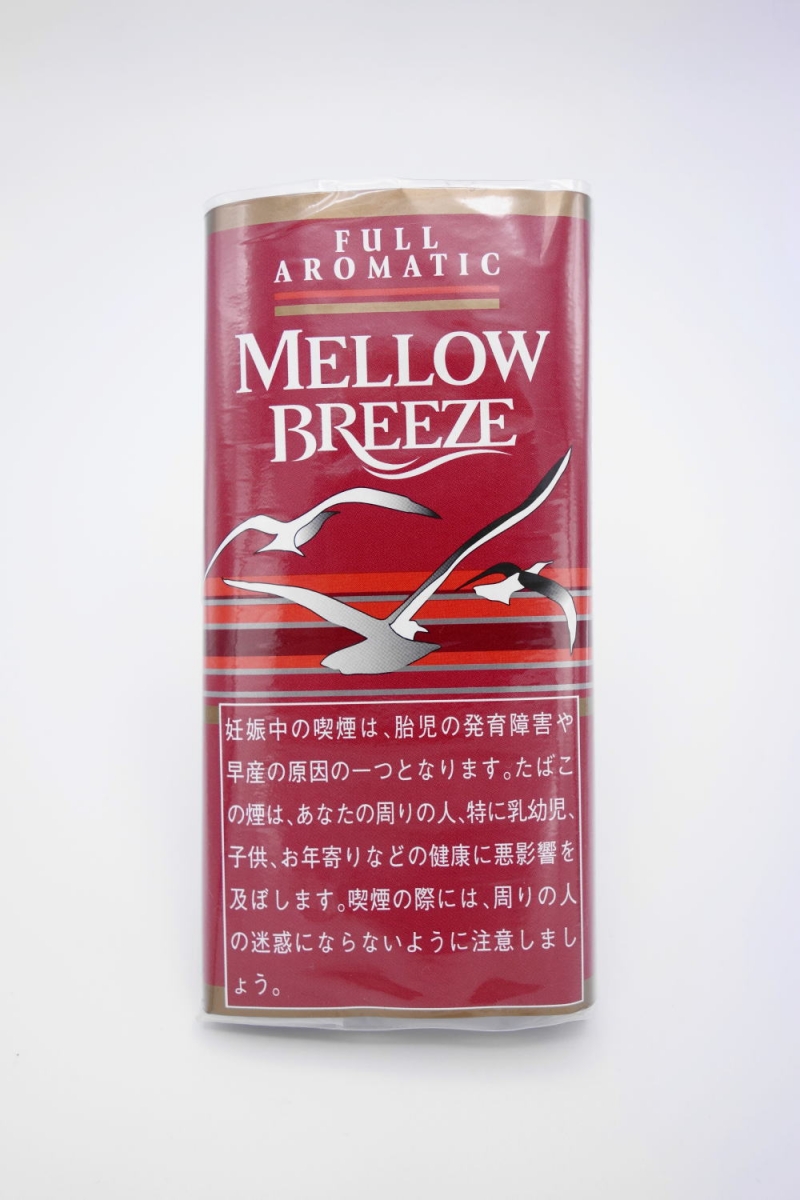 FULL
AROMATIC
MELLOW
BREEZE
妊娠中の喫煙は、胎児の発育障害や
早産の原因の一つとなります。たばこ
の煙は、あなたの周りの人、特に乳幼児、
子供、お年寄りなどの健康に悪影響を
及ぼします。喫煙の際には、周りの人
の迷惑にならないように注意しまし
ょう。